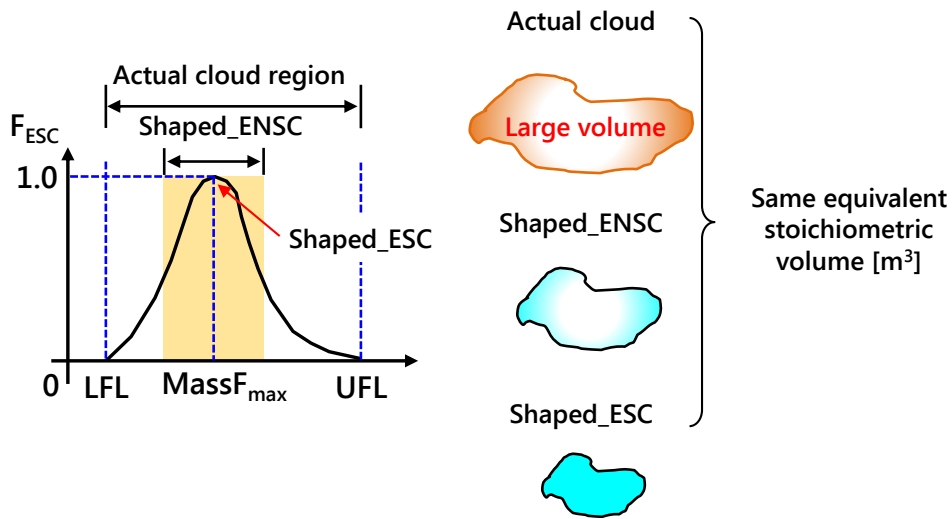 Actual cloud region
Shaped_ENSC
F_ESC
1.0
Shaped_ESC
0
LFL
MassF_max
UFL
Actual cloud
Large volume
Shaped_ENSC
Shaped_ESC
Same equivalent
stoichiometric
volume [m³]